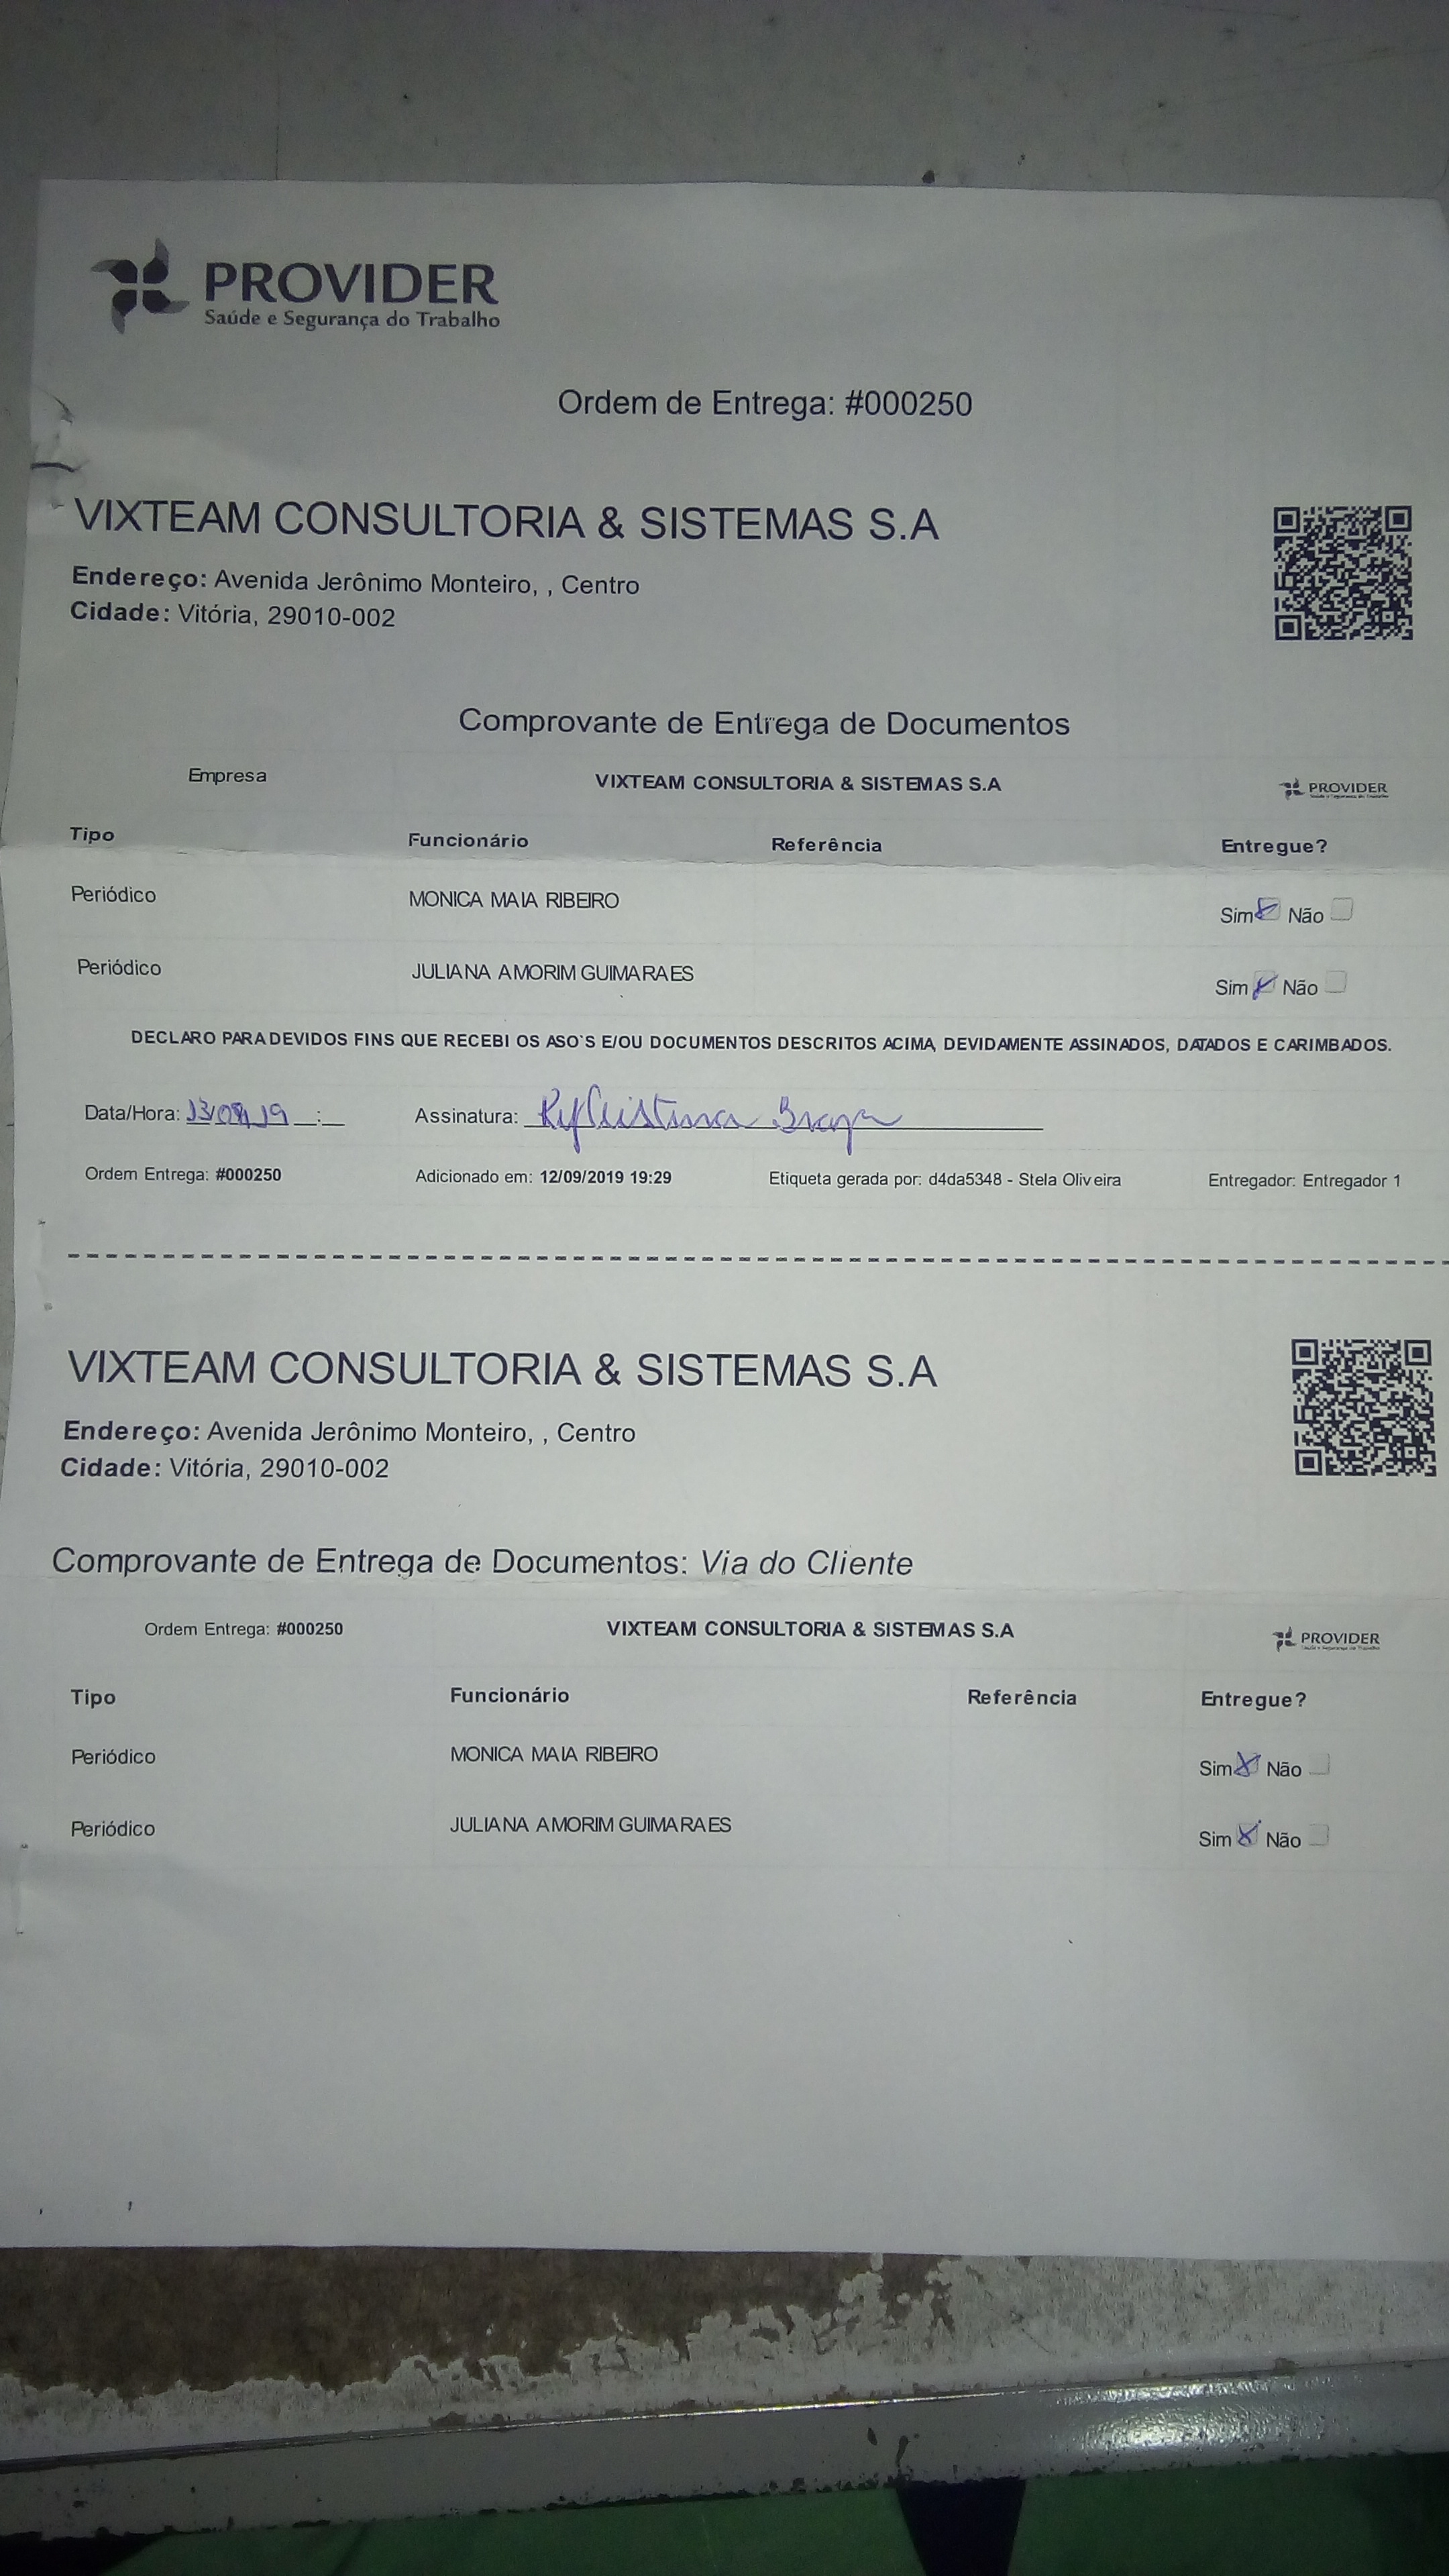 PROVIDER
Saúde e Segurança do Trabalho
Ordem de Entrega: #000250
VIXTEAM CONSULTORIA & SISTEMAS S.A
Endereço: Avenida Jerônimo Monteiro, , Centro
Cidade: Vitória, 29010-002
Comprovante de Entrega de Documentos
Empresa VIXTEAM CONSULTORIA & SISTEMAS S.A PROVIDER
Tipo Funcionário Referência Entregue?
Periódico MONICA MAIA RIBEIRO Sim Não
Periódico JULIANA AMORIM GUIMARAES Sim Não
DECLARO PARA DEVIDOS FINS QUE RECEBI OS ASO`S E/OU DOCUMENTOS DESCRITOS ACIMA, DEVIDAMENTE ASSINADOS, DATADOS E CARIMBADOS.
Data/Hora: 13/09/19 __:__ Assinatura: Cristina Braga
Ordem Entrega: #000250 Adicionado em: 12/09/2019 19:29 Etiqueta gerada por: d4da5348 - Stela Oliveira Entregador: Entregador 1
VIXTEAM CONSULTORIA & SISTEMAS S.A
Endereço: Avenida Jerônimo Monteiro, , Centro
Cidade: Vitória, 29010-002
Comprovante de Entrega de Documentos: Via do Cliente
Ordem Entrega: #000250 VIXTEAM CONSULTORIA & SISTEMAS S.A PROVIDER
Tipo Funcionário Referência Entregue?
Periódico MONICA MAIA RIBEIRO Sim Não
Periódico JULIANA AMORIM GUIMARAES Sim Não